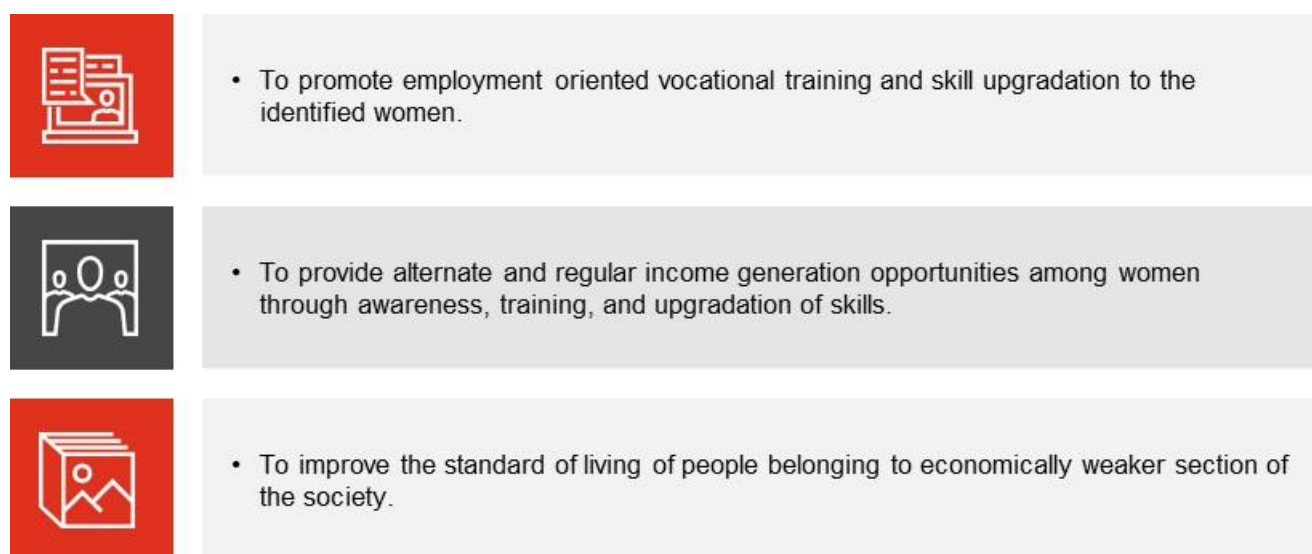 • To promote employment oriented vocational training and skill upgradation to the
identified women.
• To provide alternate and regular income generation opportunities among women
through awareness, training, and upgradation of skills.
• To improve the standard of living of people belonging to economically weaker section of
the society.